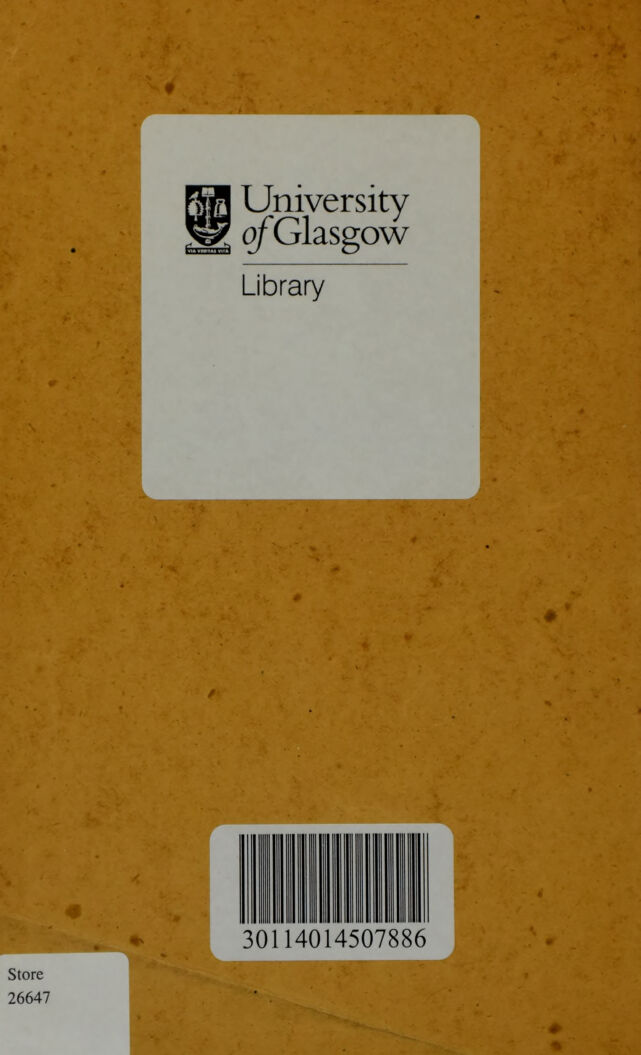 University
of Glasgow
VIA VERITAS VITA
Library
30114014507886
Store
26647